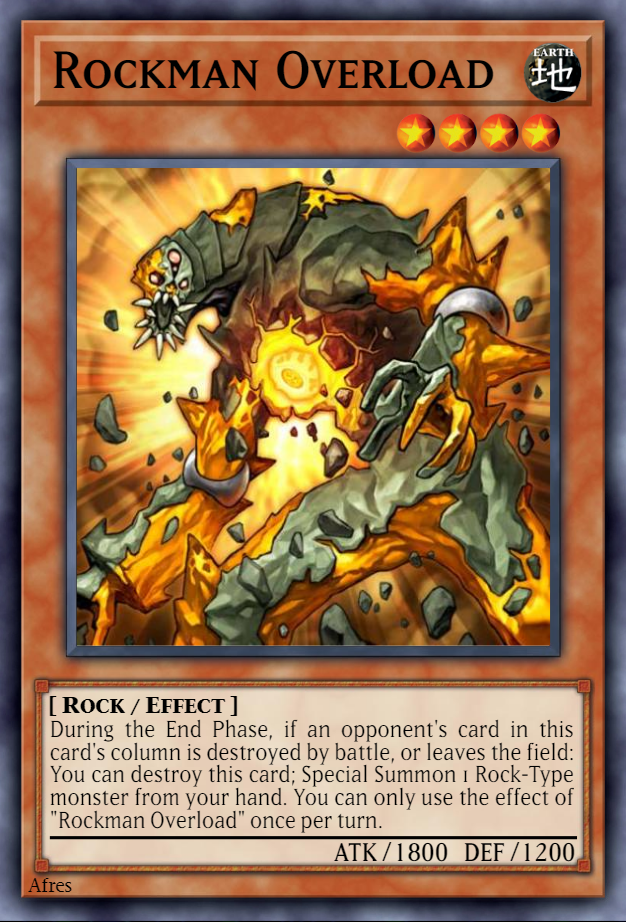 Rockman Overload
EARTH
地
[ Rock / Effect ]
During the End Phase, if an opponent's card in this
card's column is destroyed by battle, or leaves the field:
You can destroy this card; Special Summon 1 Rock-Type
monster from your hand. You can only use the effect of
"Rockman Overload" once per turn.
ATK/1800 DEF/1200
Afres